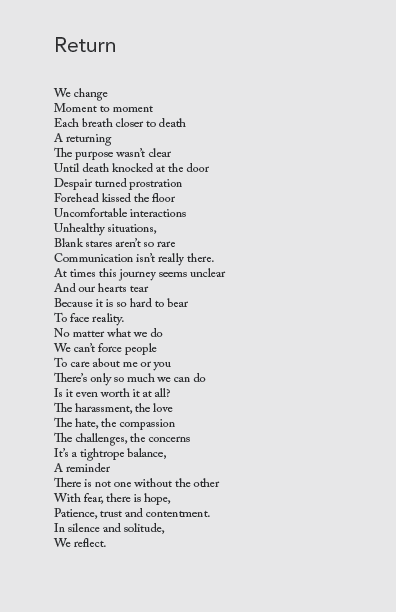 Return
We change
Moment to moment
Each breath closer to death
A returning
The purpose wasn't clear
Until death knocked at the door
Despair turned prostration
Forehead kissed the floor
Uncomfortable interactions
Unhealthy situations,
Blank stares aren't so rare
Communication isn't really there.
At times this journey seems unclear
And our hearts tear
Because it is so hard to bear
To face reality.
No matter what we do
We can't force people
To care about me or you
There's only so much we can do
Is it even worth it at all?
The harassment, the love
The hate, the compassion
The challenges, the concerns
It's a tightrope balance,
A reminder
There is not one without the other
With fear, there is hope,
Patience, trust and contentment.
In silence and solitude,
We reflect.